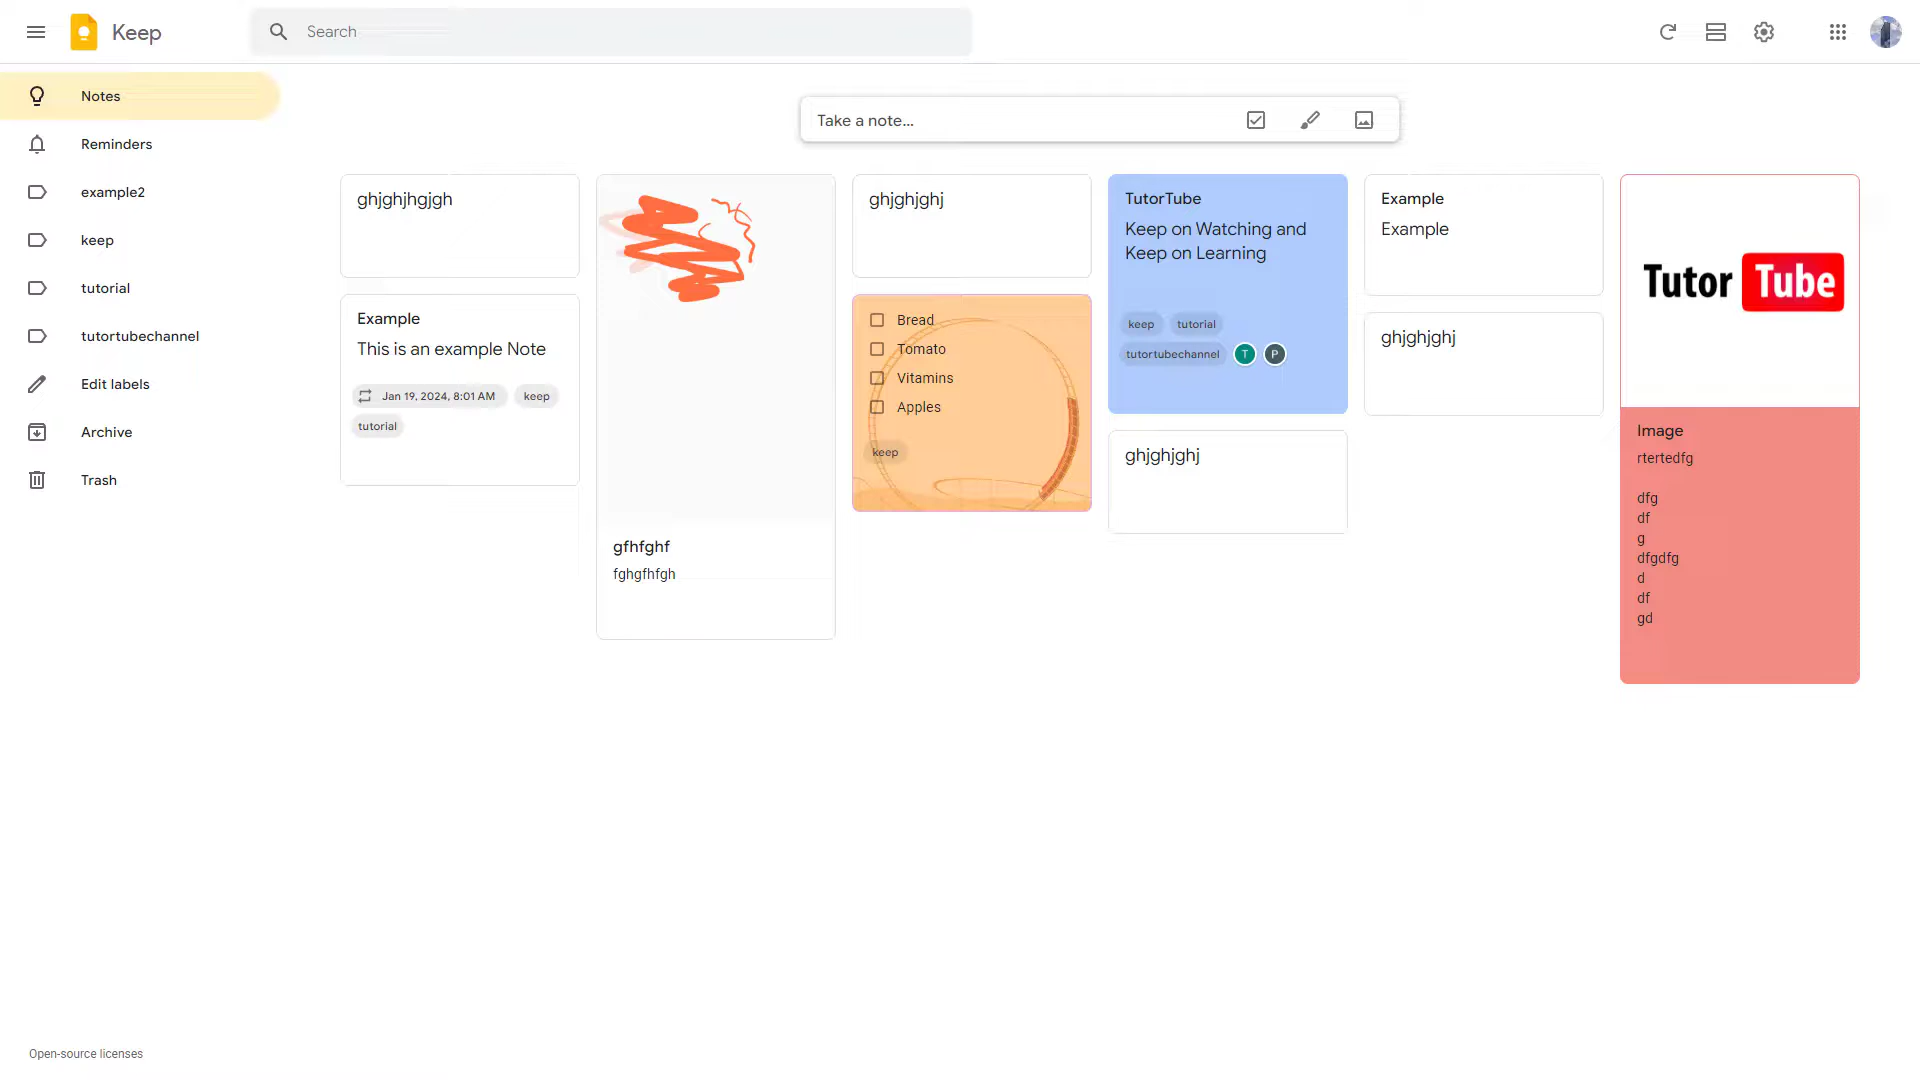 Keep
Search
Notes
Reminders
example2
keep
tutorial
tutortubechannel
Edit labels
Archive
Trash
Open-source licenses
Take a note...
ghjghjhgjgh
Example
This is an example Note
Jan 19, 2024, 8:01 AM
keep
tutorial
gfhfghf
fghgfhfgh
ghjghjghj
Bread
Tomato
Vitamins
Apples
keep
TutorTube
Keep on Watching and
Keep on Learning
keep tutorial
tutortubechannel T P
ghjghjghj
Example
Example
ghjghjghj
Tutor Tube
Image
rtertedfg
dfg
df
g
dfgdfg
d
df
gd